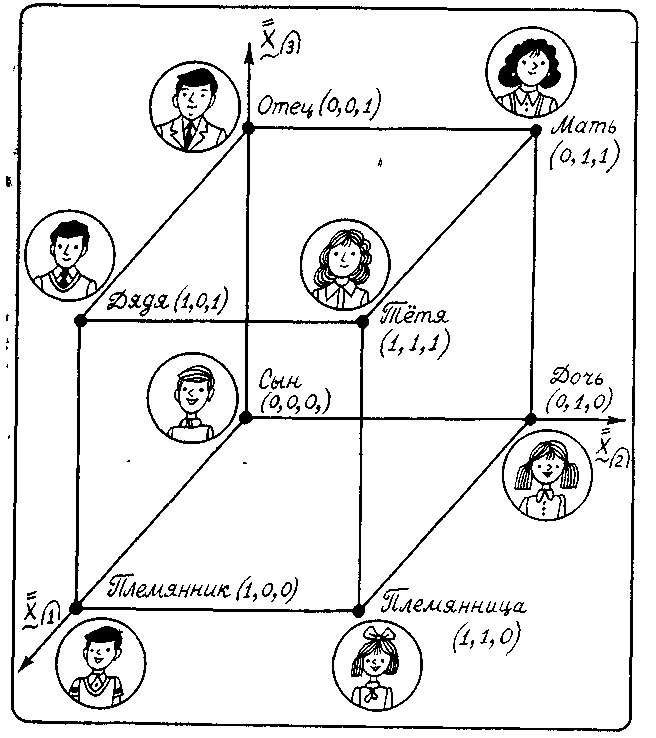 X̿(3)
Отец (0,0,1)
Мать
(0,1,1)
Дядя (1,0,1)
Тётя
(1,1,1)
Сын
(0,0,0,)
Дочь
(0,1,0)
X̿(2)
Племянник (1,0,0)
X̿(1)
Племянница
(1,1,0)